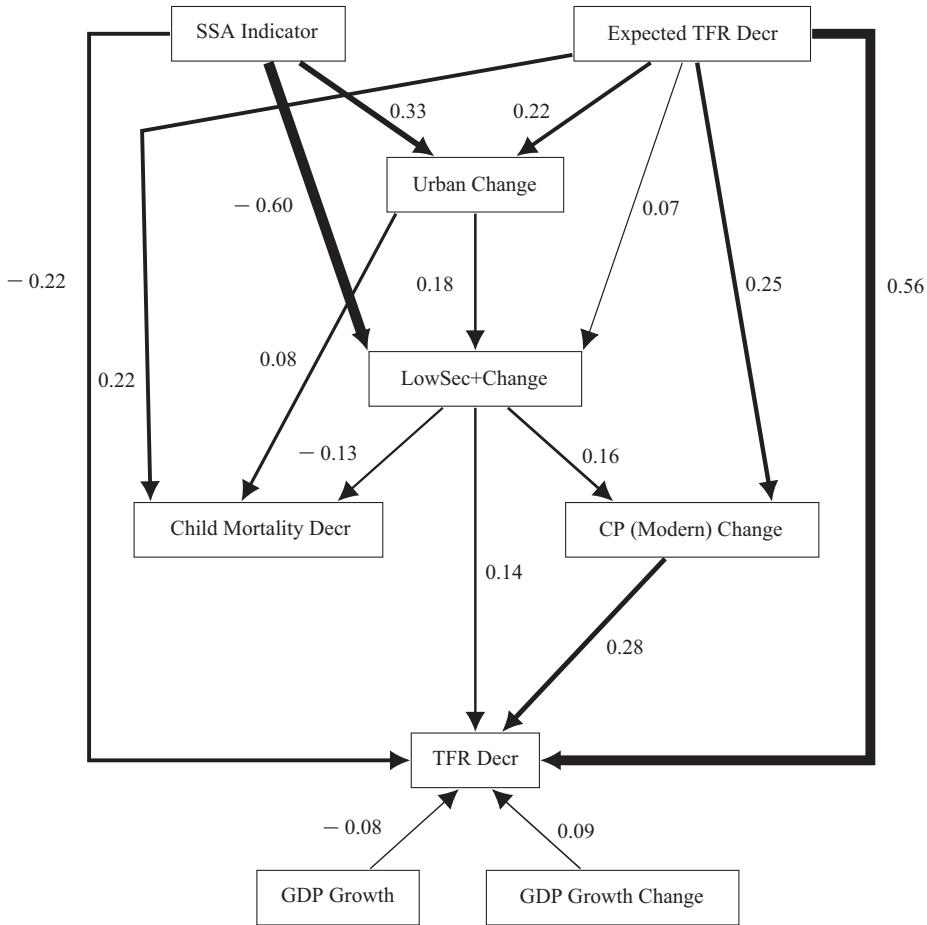 SSA Indicator
Expected TFR Decr
0.33
0.22
Urban Change
− 0.60
0.07
− 0.22
0.18
0.25
0.56
0.08
0.22
LowSec+Change
− 0.13
0.16
Child Mortality Decr
CP (Modern) Change
0.14
0.28
TFR Decr
− 0.08
0.09
GDP Growth
GDP Growth Change